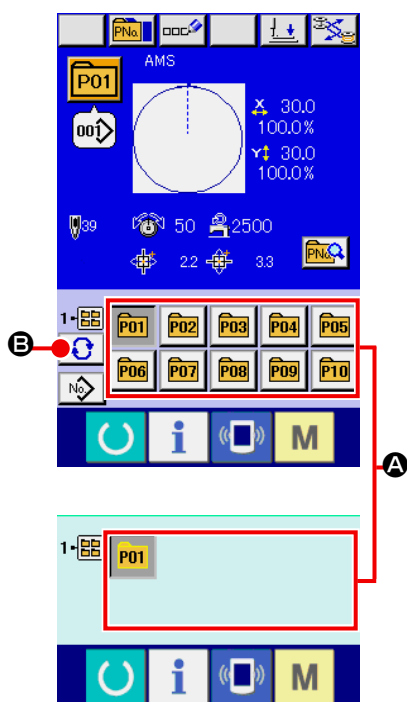 PNo.
AMS
P01
001
X 30.0
100.0%
Y 30.0
100.0%
39
50
2500
2.2
3.3
PNo.
1-
P01 P02 P03 P04 P05
B
P06 P07 P08 P09 P10
No.
i
M
A
1-
P01
i
M